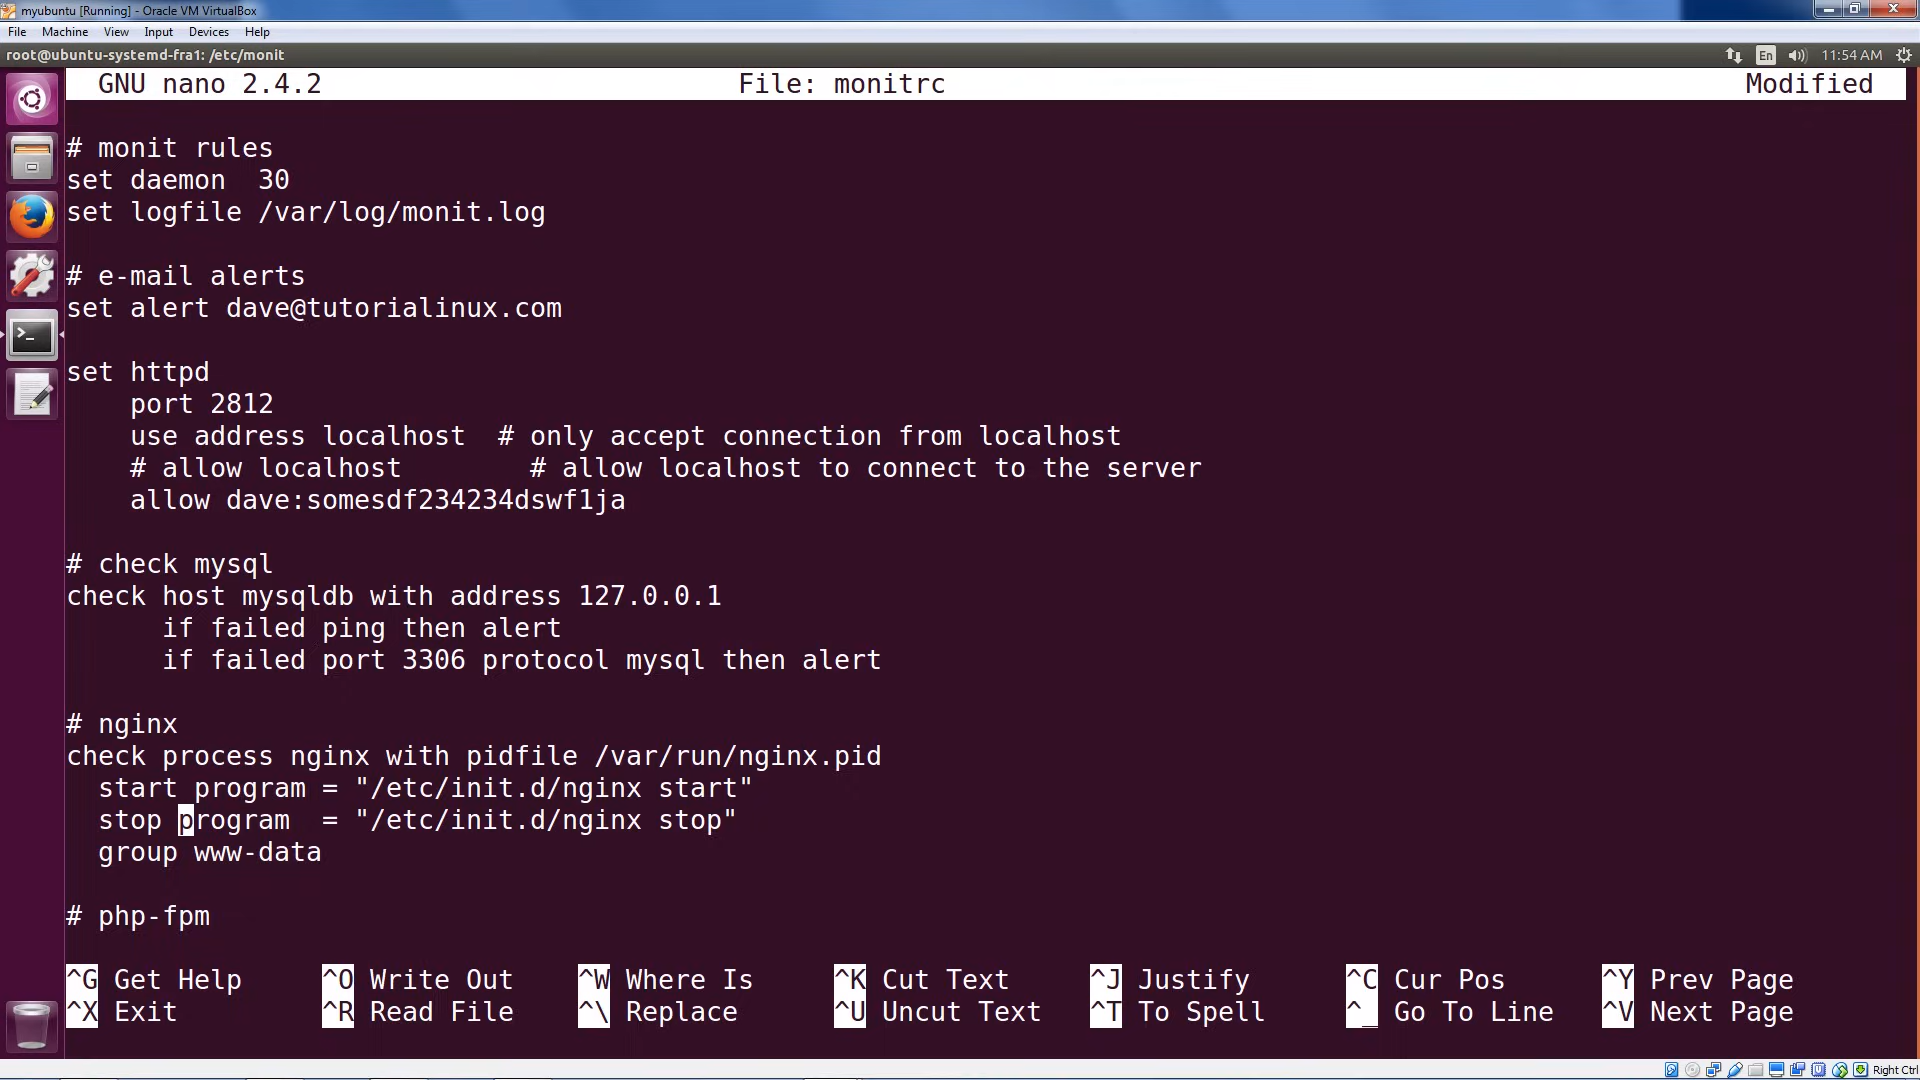 myubuntu [Running] - Oracle VM VirtualBox
File Machine View Input Devices Help
root@ubuntu-systemd-fra1: /etc/monit En 11:54 AM
GNU nano 2.4.2 File: monitrc Modified
# monit rules
set daemon  30
set logfile /var/log/monit.log
# e-mail alerts
set alert dave@tutorialinux.com
set httpd
    port 2812
    use address localhost  # only accept connection from localhost
    # allow localhost        # allow localhost to connect to the server
    allow dave:somesdf234234dswf1ja
# check mysql
check host mysqldb with address 127.0.0.1
      if failed ping then alert
      if failed port 3306 protocol mysql then alert
# nginx
check process nginx with pidfile /var/run/nginx.pid
  start program = "/etc/init.d/nginx start"
  stop program  = "/etc/init.d/nginx stop"
  group www-data
# php-fpm
^G Get Help ^O Write Out ^W Where Is ^K Cut Text ^J Justify ^C Cur Pos ^Y Prev Page
^X Exit ^R Read File ^\ Replace ^U Uncut Text ^T To Spell ^_ Go To Line ^V Next Page
Right Ctrl